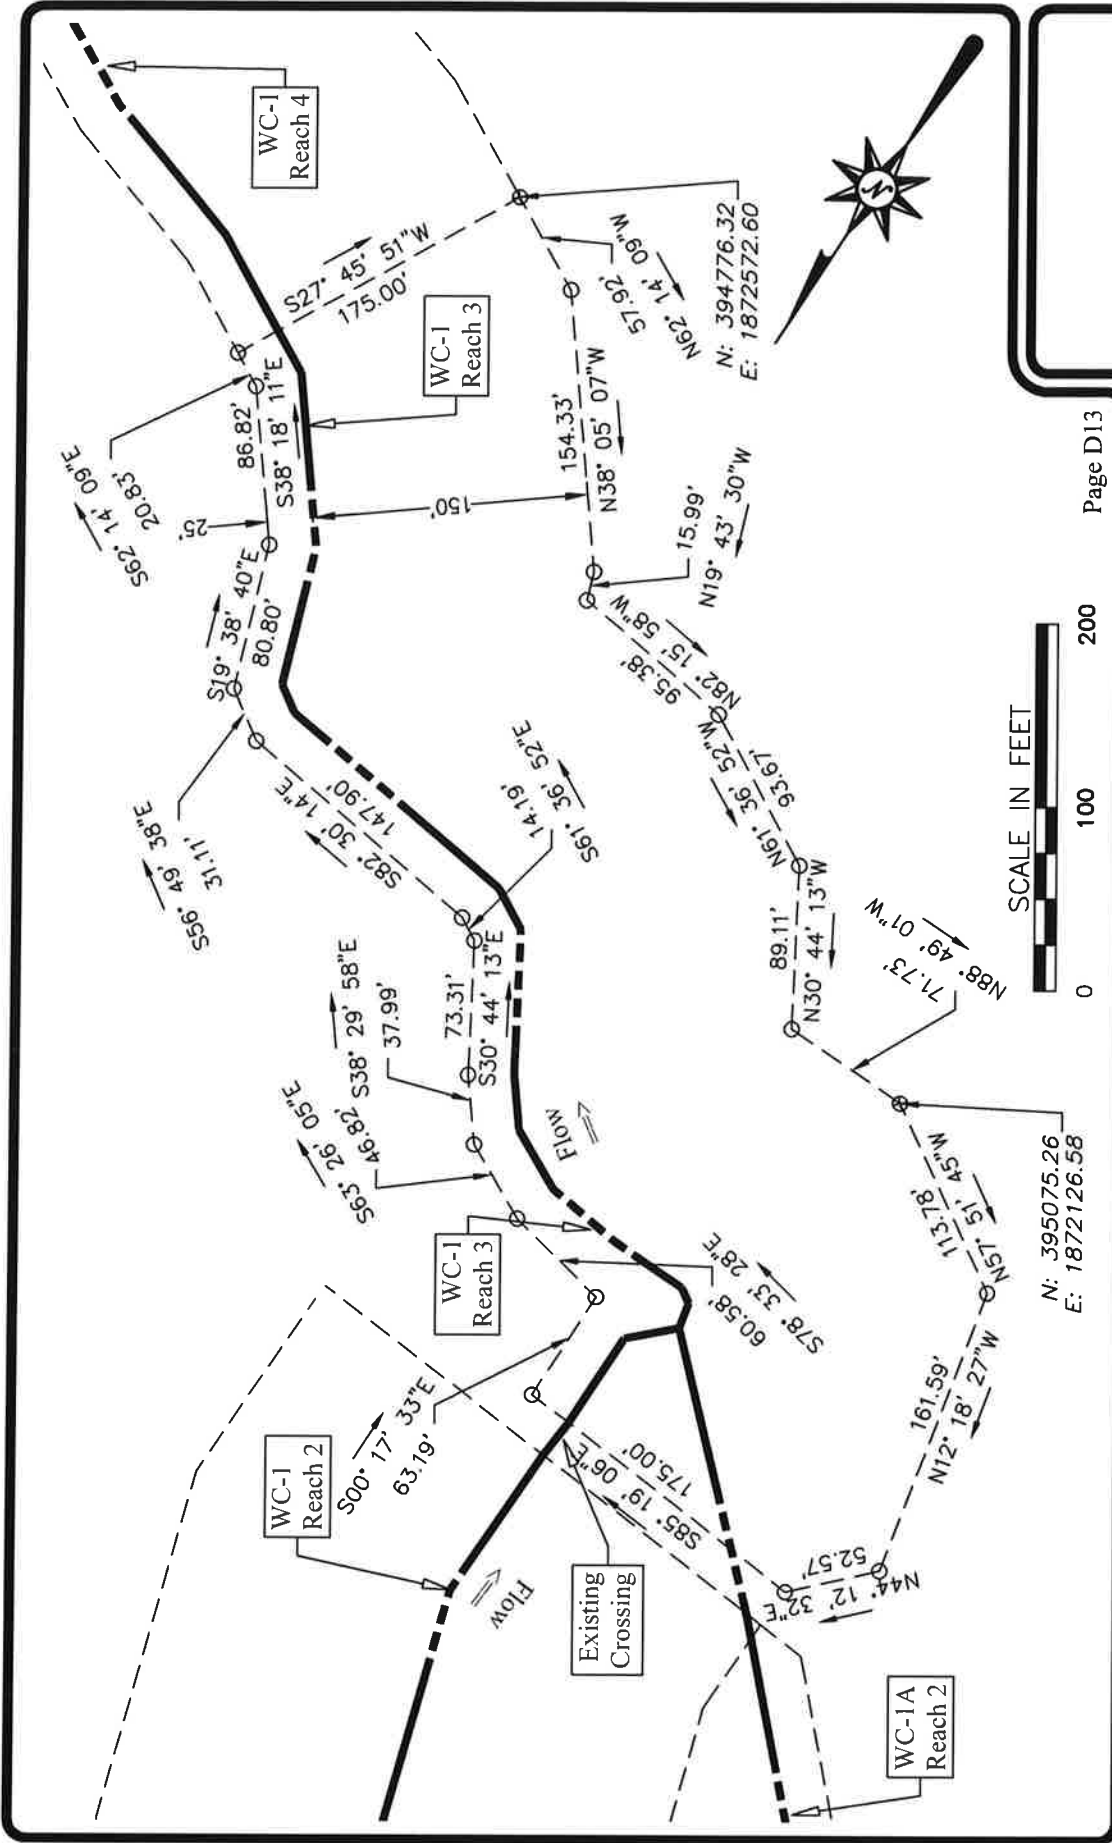 WC-1
Reach 4
S27° 45' 51"W
175.00'
WC-1
Reach 3
S62° 14' 09"E
20.83'
86.82'
S38° 18' 11"E
25'
150'
S19° 38' 40"E
80.80'
S56° 49' 38"E
31.11'
S82° 30' 14"E
147.90'
S61° 36' 52"E
14.19'
73.31'
S30° 44' 13"E
S38° 29' 58"E
37.99'
S63° 26' 05"E
46.82'
WC-1
Reach 3
Flow
60.58'
S78° 33' 28"E
S00° 17' 33"E
63.19'
WC-1
Reach 2
Flow
Existing
Crossing
S85° 19' 06"E
175.00'
WC-1A
Reach 2
N44° 12' 32"E
52.57'
161.59'
N12° 18' 27"W
113.78'
N57° 51' 45"W
N: 395075.26
E: 1872126.58
N88° 49' 01"W
71.73'
89.11'
N30° 44' 13"W
N61° 36' 52"W
93.67'
95.38'
N82° 15' 58"W
15.99'
N19° 43' 30"W
154.33'
N38° 05' 07"W
57.92'
N62° 14' 09"W
N: 394776.32
E: 1872572.60
N
SCALE IN FEET
0 100 200
Page D13